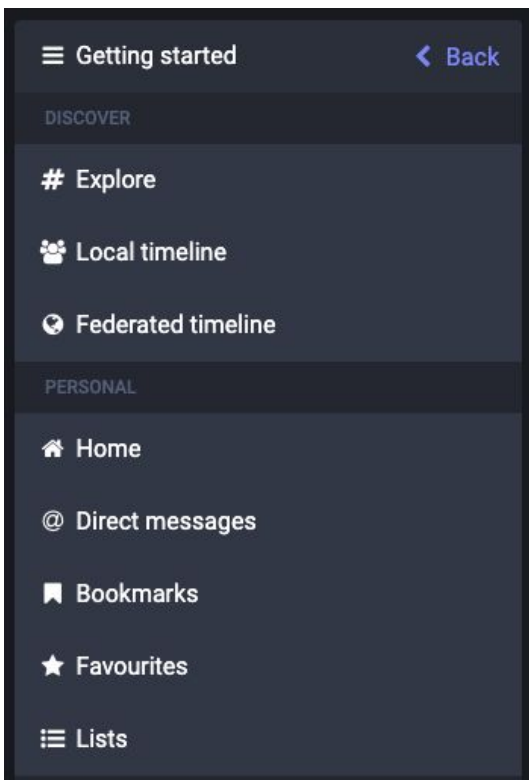 Getting started
Back
DISCOVER
# Explore
Local timeline
Federated timeline
PERSONAL
Home
@ Direct messages
Bookmarks
Favourites
Lists